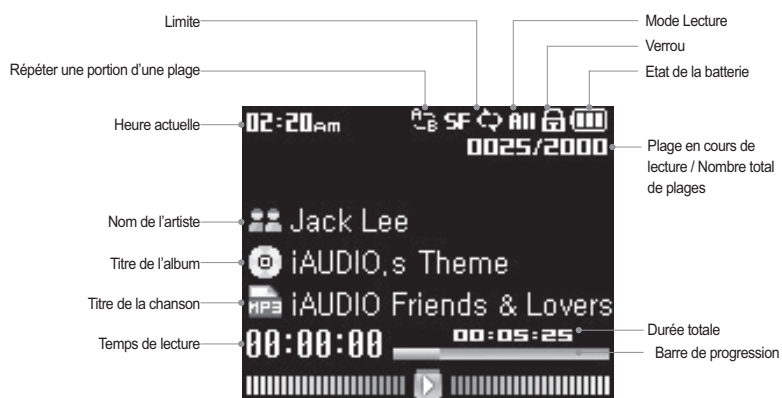 Limite
Mode Lecture
Verrou
Répéter une portion d'une plage
Etat de la batterie
Heure actuelle
02:20AM
A B SF All
0025/2000
Plage en cours de
lecture / Nombre total
de plages
Nom de l'artiste
Jack Lee
Titre de l'album
iAUDIO,s Theme
Titre de la chanson
MP3 iAUDIO Friends & Lovers
Temps de lecture
00:00:00
00:05:25
Durée totale
Barre de progression